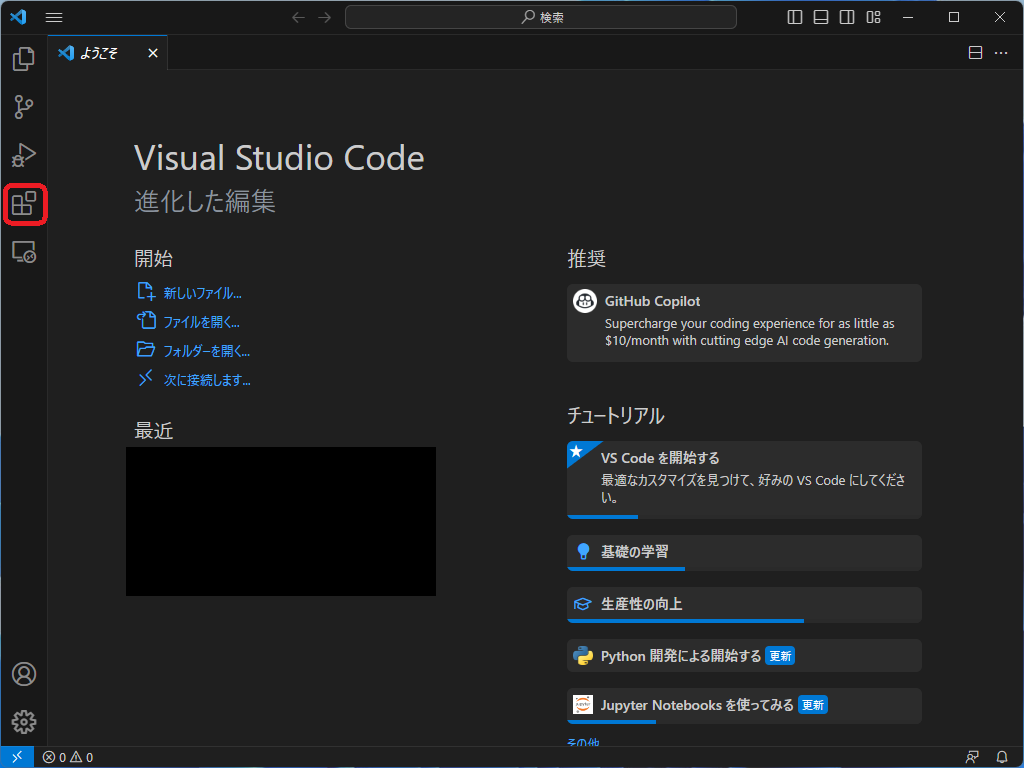 検索
ようこそ
Visual Studio Code
進化した編集
開始
新しいファイル...
ファイルを開く...
フォルダーを開く...
次に接続します...
最近
推奨
GitHub Copilot
Supercharge your coding experience for as little as
$10/month with cutting edge AI code generation.
チュートリアル
VS Code を開始する
最適なカスタマイズを見つけて、好みの VS Code にしてくださ
い。
基礎の学習
生産性の向上
Python 開発による開始する 更新
Jupyter Notebooks を使ってみる 更新
その他
0 0